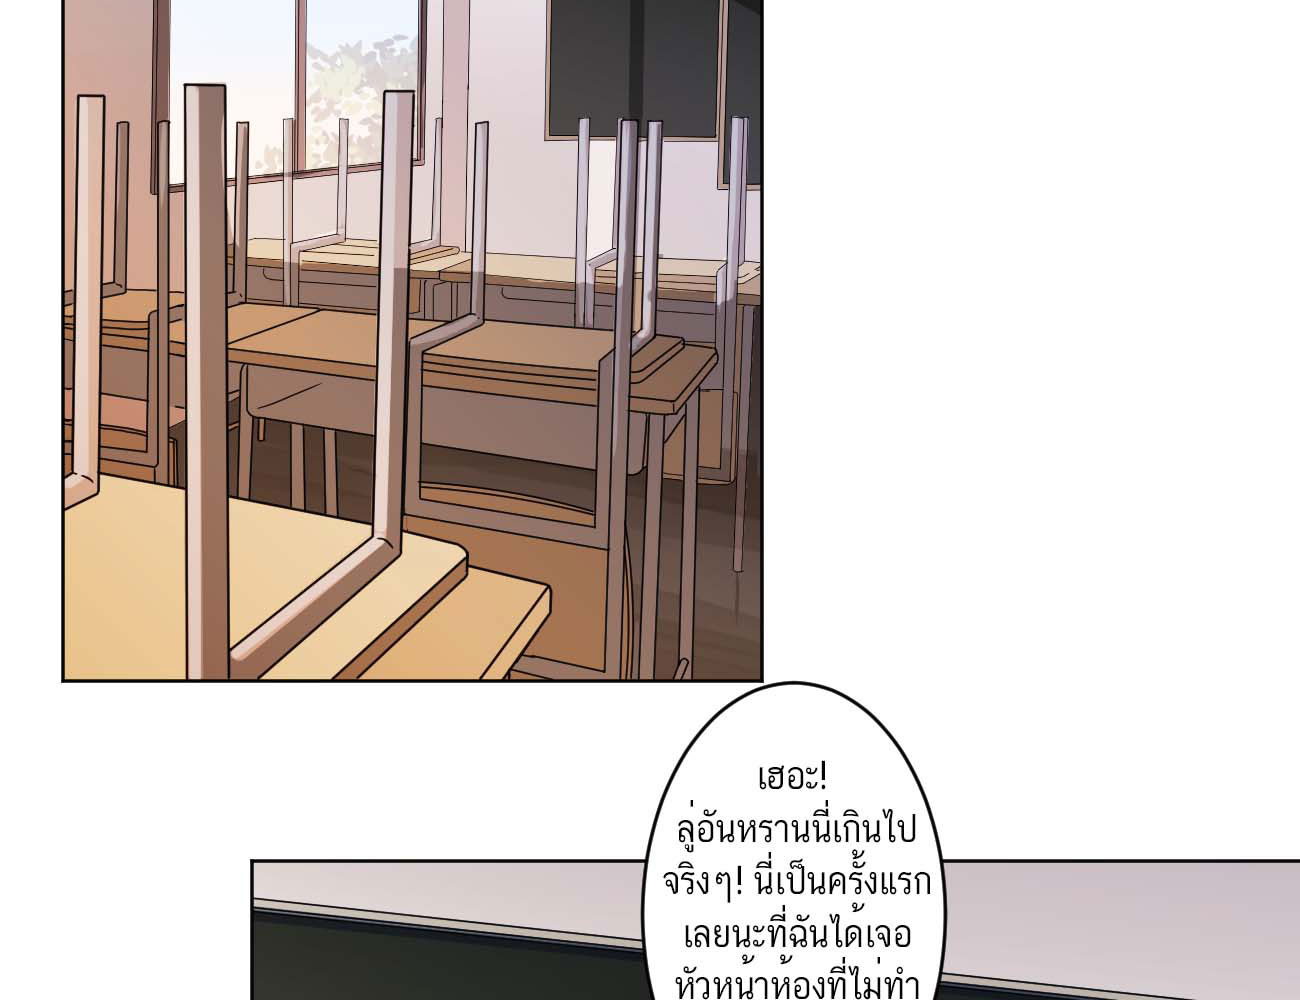 เฮอะ!
ลู่อันหรานนี่เกินไป
จริงๆ! นี่เป็นครั้งแรก
เลยนะที่ฉันได้เจอ
หัวหน้าห้องที่ไม่ทำ